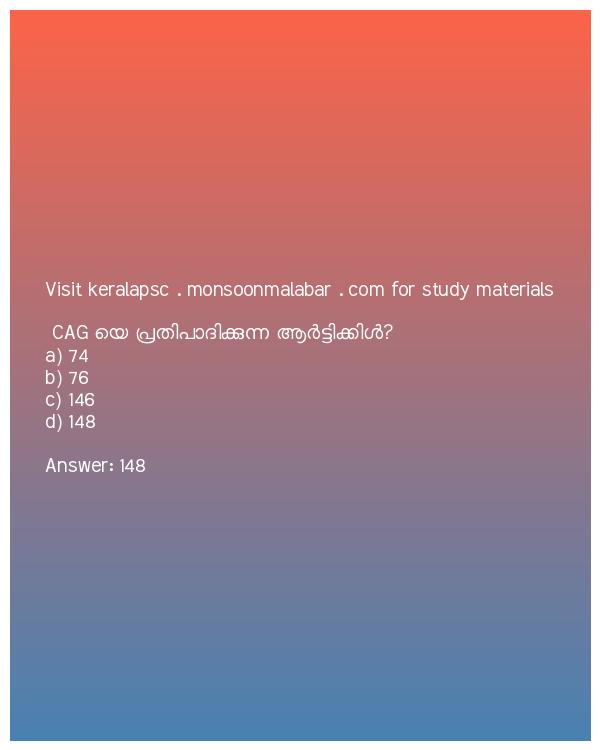 Visit keralapsc . monsoonmalabar . com for study materials
CAG യെ പ്രതിപാദിക്കുന്ന ആർട്ടിക്കിൾ?
a) 74
b) 76
c) 146
d) 148
Answer: 148